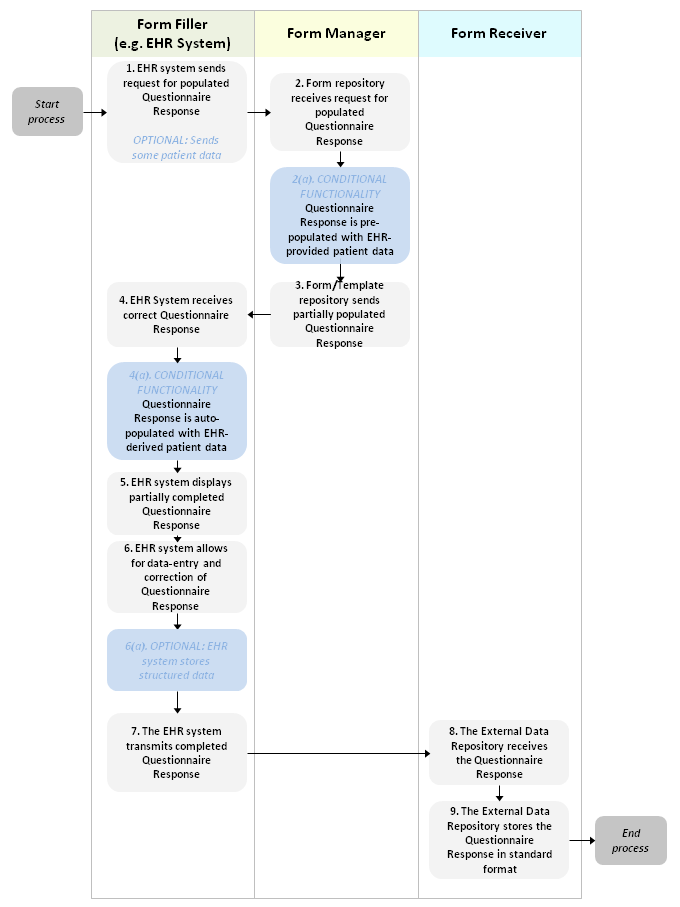 Form Filler
(e.g. EHR System)
Form Manager
Form Receiver
Start
process
1. EHR system sends
request for populated
Questionnaire
Response
OPTIONAL: Sends
some patient data
2. Form repository
receives request for
populated
Questionnaire
Response
2(a). CONDITIONAL
FUNCTIONALITY
Questionnaire
Response is pre-
populated with EHR-
provided patient data
3. Form/Template
repository sends
partially populated
Questionnaire
Response
4. EHR System receives
correct Questionnaire
Response
4(a). CONDITIONAL
FUNCTIONALITY
Questionnaire
Response is auto-
populated with EHR-
derived patient data
5. EHR system displays
partially completed
Questionnaire
Response
6. EHR system allows
for data-entry and
correction of
Questionnaire
Response
6(a). OPTIONAL: EHR
system stores
structured data
7. The EHR system
transmits completed
Questionnaire
Response
8. The External Data
Repository receives
the Questionnaire
Response
9. The External Data
Repository stores the
Questionnaire
Response in standard
format
End
process